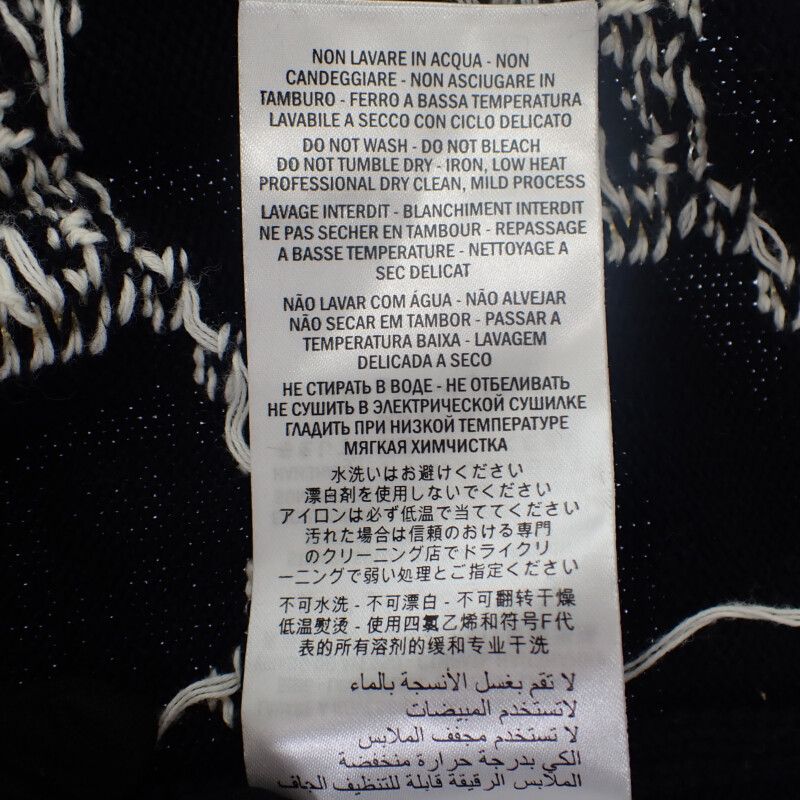 NON LAVARE IN ACQUA - NON
CANDEGGIARE - NON ASCIUGARE IN
TAMBURO - FERRO A BASSA TEMPERATURA
LAVABILE A SECCO CON CICLO DELICATO
DO NOT WASH - DO NOT BLEACH
DO NOT TUMBLE DRY - IRON, LOW HEAT
PROFESSIONAL DRY CLEAN, MILD PROCESS
LAVAGE INTERDIT - BLANCHIMENT INTERDIT
NE PAS SECHER EN TAMBOUR - REPASSAGE
A BASSE TEMPERATURE - NETTOYAGE A
SEC DELICAT
NÃO LAVAR COM ÁGUA - NÃO ALVEJAR
NÃO SECAR EM TAMBOR - PASSAR A
TEMPERATURA BAIXA - LAVAGEM
DELICADA A SECO
НЕ СТИРАТЬ В ВОДЕ - НЕ ОТБЕЛИВАТЬ
НЕ СУШИТЬ В ЭЛЕКТРИЧЕСКОЙ СУШИЛКЕ
ГЛАДИТЬ ПРИ НИЗКОЙ ТЕМПЕРАТУРЕ
МЯГКАЯ ХИМЧИСТКА
水洗いはお避けください
漂白剤を使用しないでください
アイロンは必ず低温で当ててください
汚れた場合は信頼のおける専門
のクリーニング店でドライクリ
ーニングで弱い処理とご指定ください
不可水洗 - 不可漂白 - 不可翻转干燥
低温熨烫 - 使用四氯乙烯和符号F代
表的所有溶剂的缓和专业干洗
لا تقم بغسل الأنسجة بالماء
لاتستخدم المبيضات
لا تستخدم مجفف الملابس
الكي بدرجة حرارة منخفضة
الملابس الرقيقة قابلة للتنظيف الجاف